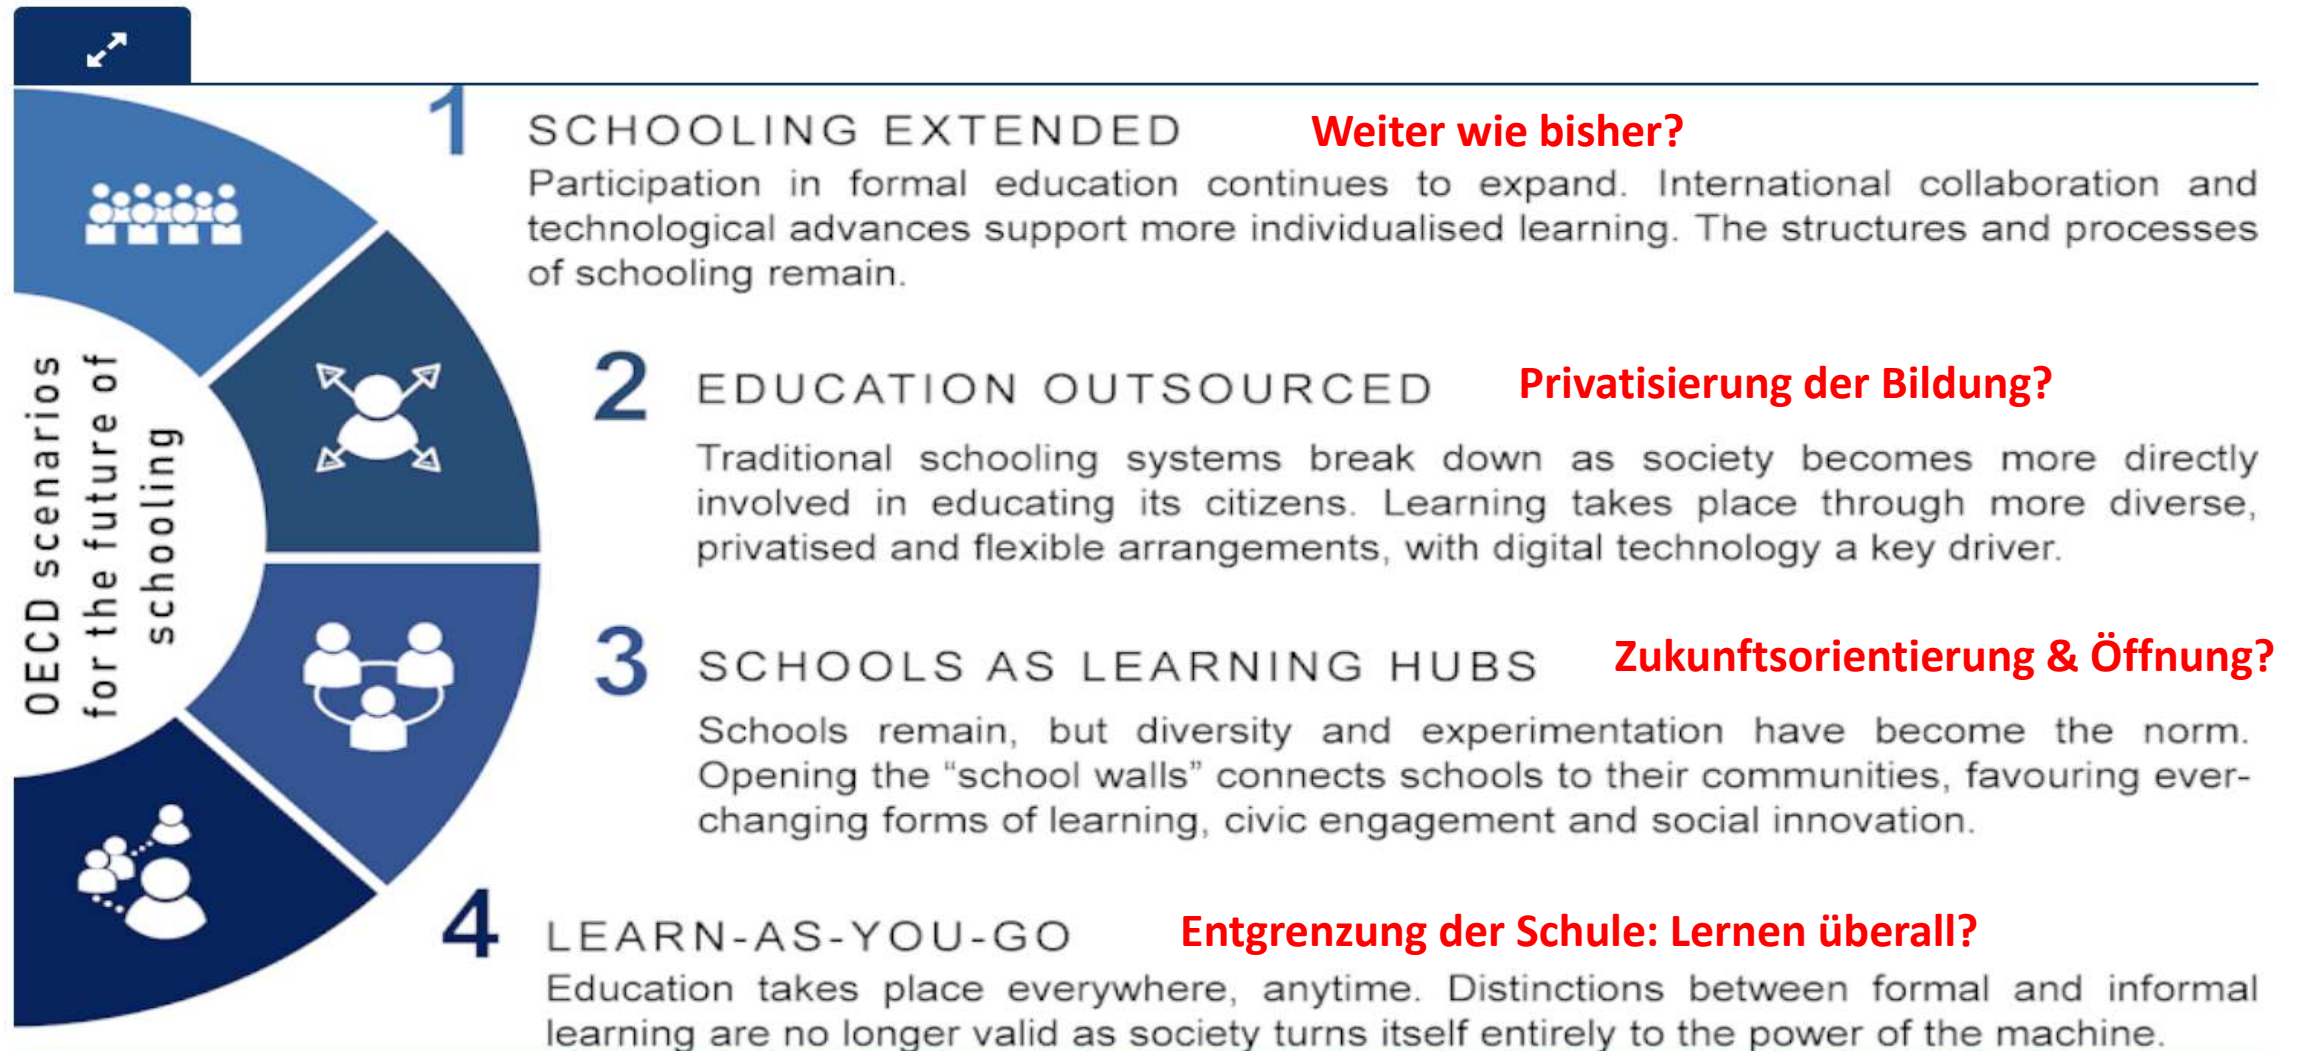 OECD scenarios
for the future of
schooling
1 SCHOOLING EXTENDED Weiter wie bisher?
Participation in formal education continues to expand. International collaboration and
technological advances support more individualised learning. The structures and processes
of schooling remain.
2 EDUCATION OUTSOURCED Privatisierung der Bildung?
Traditional schooling systems break down as society becomes more directly
involved in educating its citizens. Learning takes place through more diverse,
privatised and flexible arrangements, with digital technology a key driver.
3 SCHOOLS AS LEARNING HUBS Zukunftsorientierung & Öffnung?
Schools remain, but diversity and experimentation have become the norm.
Opening the “school walls” connects schools to their communities, favouring ever-
changing forms of learning, civic engagement and social innovation.
4 LEARN-AS-YOU-GO Entgrenzung der Schule: Lernen überall?
Education takes place everywhere, anytime. Distinctions between formal and informal
learning are no longer valid as society turns itself entirely to the power of the machine.